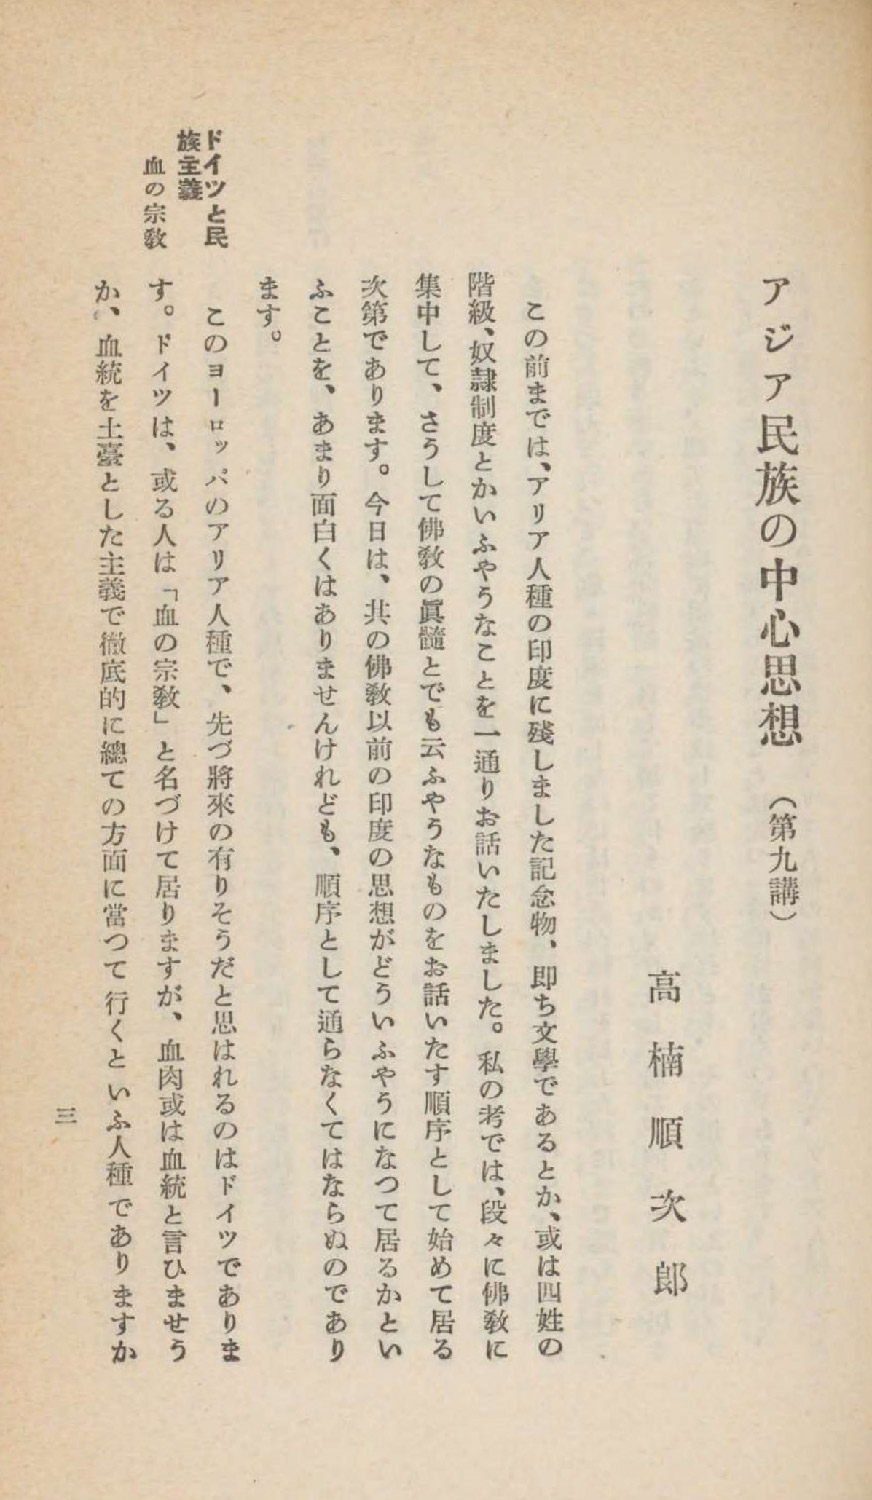 アジア民族の中心思想（第九講）
高楠順次郎
この前までは、アリア人種の印度に残しました記念物、即ち文學であるとか、或は四姓の
階級、奴隷制度とかいふやうなことを一通りお話いたしました。私の考では、段々に佛教に
集中して、さうして佛教の眞髓とでも云ふやうなものをお話いたす順序として始めて居る
次第であります。今日は、共の佛教以前の印度の思想がどういふやうになつて居るかとい
ふことを、あまり面白くはありませんけれども、順序として通らなくてはならぬのであり
ます。
ドイツと民
族主義
血の宗教
このヨーロッパのアリア人種で、先づ將來の有りそうだと思はれるのはドイツでありま
す。ドイツは、或る人は「血の宗教」と名づけて居りますが、血肉或は血統と言ひませう
か、血統を土臺とした主義で徹底的に總ての方面に當つて行くといふ人種でありますか
三